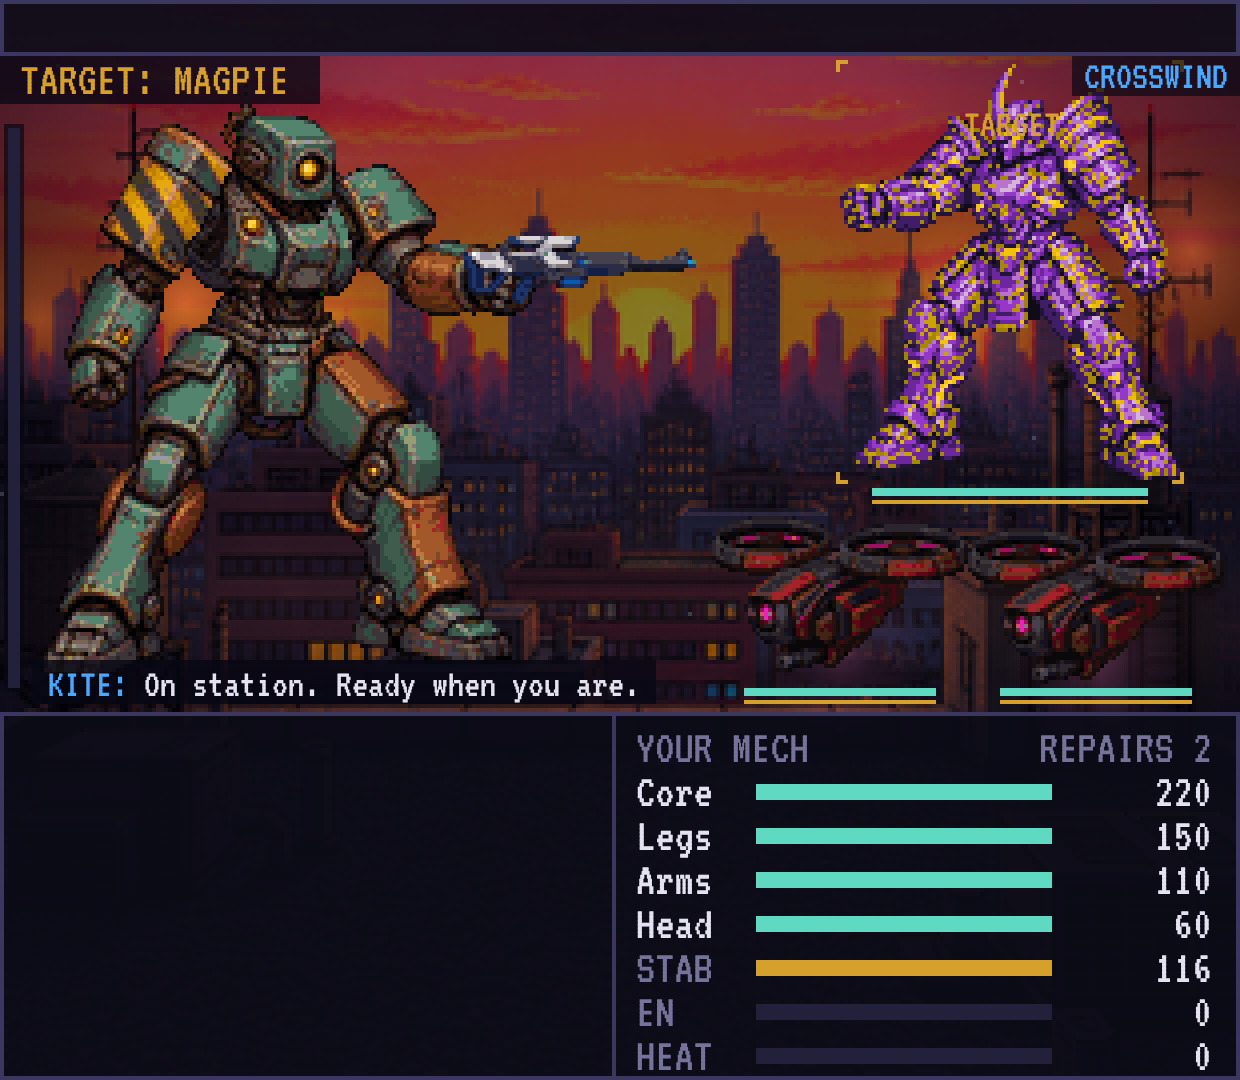 TARGET: MAGPIE
CROSSWIND
TARGET
KITE: On station. Ready when you are.
YOUR MECH REPAIRS 2
Core 220
Legs 150
Arms 110
Head 60
STAB 116
EN 0
HEAT 0